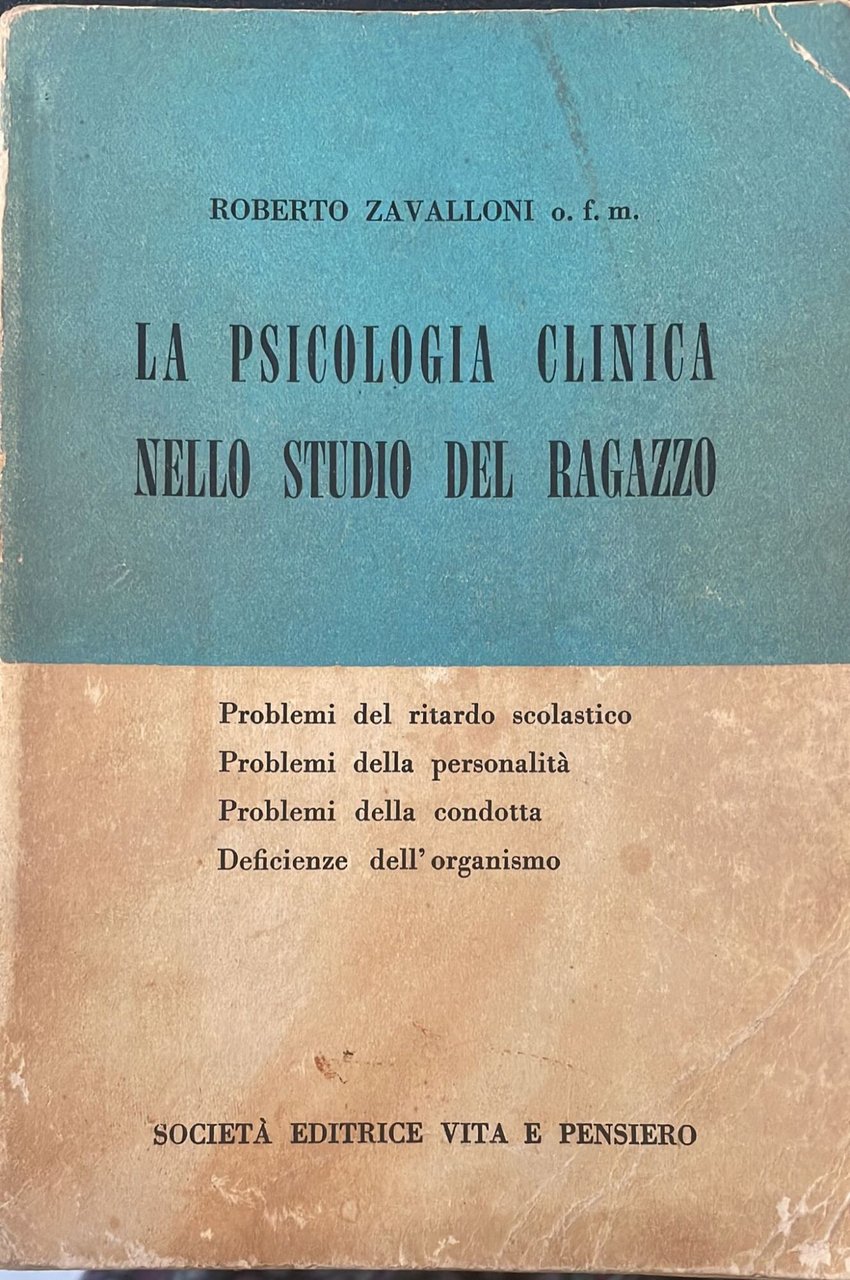 ROBERTO ZAVALLONI o. f. m.
LA PSICOLOGIA CLINICA
NELLO STUDIO DEL RAGAZZO
Problemi del ritardo scolastico
Problemi della personalità
Problemi della condotta
Deficienze dell' organismo
SOCIETÀ EDITRICE VITA E PENSIERO